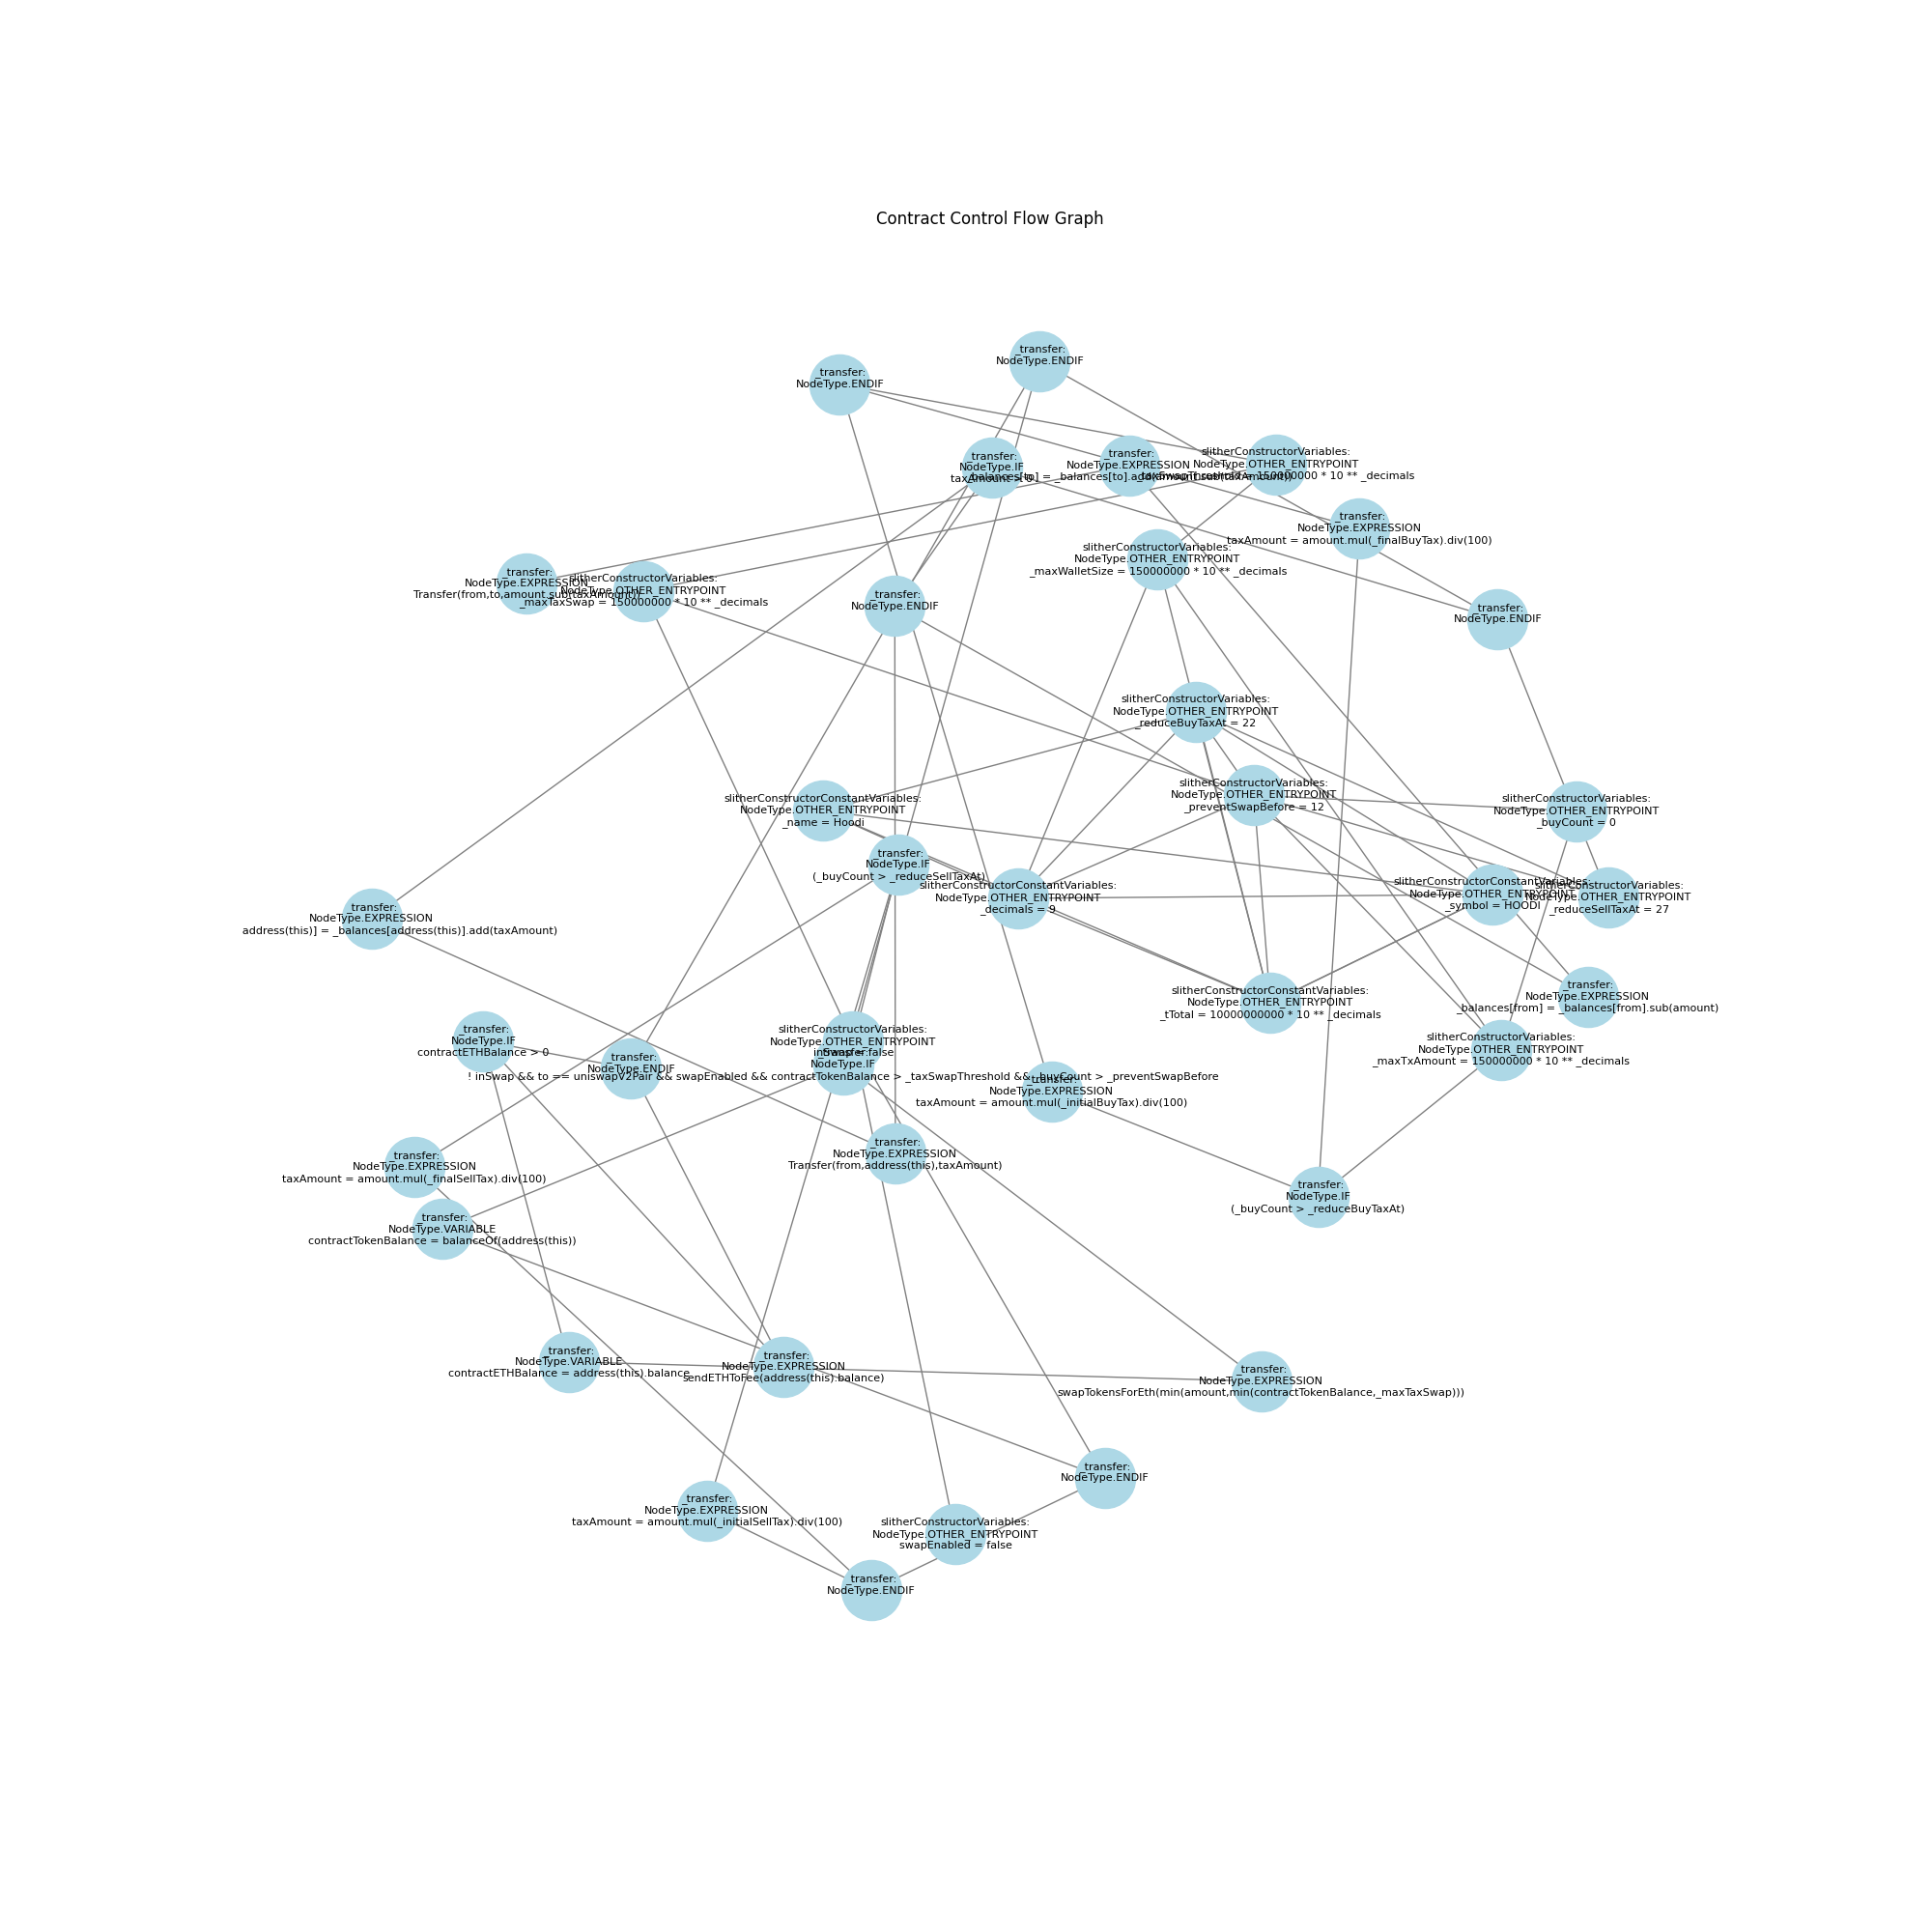 Contract Control Flow Graph
_transfer:
NodeType.ENDIF
_transfer:
NodeType.ENDIF
_transfer:
NodeType.IF
taxAmount > 0
_transfer:
NodeType.EXPRESSION
_balances[to] = _balances[to].add(amount.sub(taxAmount))
slitherConstructorVariables:
NodeType.OTHER_ENTRYPOINT
_taxSwapThreshold = 150000000 * 10 ** _decimals
_transfer:
NodeType.EXPRESSION
taxAmount = amount.mul(_finalBuyTax).div(100)
slitherConstructorVariables:
NodeType.OTHER_ENTRYPOINT
_maxWalletSize = 150000000 * 10 ** _decimals
_transfer:
NodeType.EXPRESSION
Transfer(from,to,amount.sub(taxAmount))
slitherConstructorVariables:
NodeType.OTHER_ENTRYPOINT
_maxTaxSwap = 150000000 * 10 ** _decimals
_transfer:
NodeType.ENDIF
_transfer:
NodeType.ENDIF
slitherConstructorVariables:
NodeType.OTHER_ENTRYPOINT
_reduceBuyTaxAt = 22
slitherConstructorVariables:
NodeType.OTHER_ENTRYPOINT
_preventSwapBefore = 12
slitherConstructorConstantVariables:
NodeType.OTHER_ENTRYPOINT
_name = Hoodi
slitherConstructorVariables:
NodeType.OTHER_ENTRYPOINT
_buyCount = 0
_transfer:
NodeType.IF
(_buyCount > _reduceSellTaxAt)
slitherConstructorConstantVariables:
NodeType.OTHER_ENTRYPOINT
_decimals = 9
slitherConstructorConstantVariables:
NodeType.OTHER_ENTRYPOINT
_symbol = HOODI
slitherConstructorVariables:
NodeType.OTHER_ENTRYPOINT
_reduceSellTaxAt = 27
_transfer:
NodeType.EXPRESSION
address(this)] = _balances[address(this)].add(taxAmount)
slitherConstructorConstantVariables:
NodeType.OTHER_ENTRYPOINT
_tTotal = 10000000000 * 10 ** _decimals
_transfer:
NodeType.EXPRESSION
_balances[from] = _balances[from].sub(amount)
_transfer:
NodeType.IF
contractETHBalance > 0
slitherConstructorVariables:
NodeType.OTHER_ENTRYPOINT
inSwap = false
_transfer:
NodeType.IF
! inSwap && to == uniswapV2Pair && swapEnabled && contractTokenBalance > _taxSwapThreshold && _buyCount > _preventSwapBefore
_transfer:
NodeType.ENDIF
slitherConstructorVariables:
NodeType.OTHER_ENTRYPOINT
_maxTxAmount = 150000000 * 10 ** _decimals
_transfer:
NodeType.EXPRESSION
taxAmount = amount.mul(_initialBuyTax).div(100)
_transfer:
NodeType.EXPRESSION
Transfer(from,address(this),taxAmount)
_transfer:
NodeType.EXPRESSION
taxAmount = amount.mul(_finalSellTax).div(100)
_transfer:
NodeType.IF
(_buyCount > _reduceBuyTaxAt)
_transfer:
NodeType.VARIABLE
contractTokenBalance = balanceOf(address(this))
_transfer:
NodeType.VARIABLE
contractETHBalance = address(this).balance
_transfer:
NodeType.EXPRESSION
sendETHToFee(address(this).balance)
_transfer:
NodeType.EXPRESSION
swapTokensForEth(min(amount,min(contractTokenBalance,_maxTaxSwap)))
_transfer:
NodeType.ENDIF
_transfer:
NodeType.EXPRESSION
taxAmount = amount.mul(_initialSellTax).div(100)
slitherConstructorVariables:
NodeType.OTHER_ENTRYPOINT
swapEnabled = false
_transfer:
NodeType.ENDIF